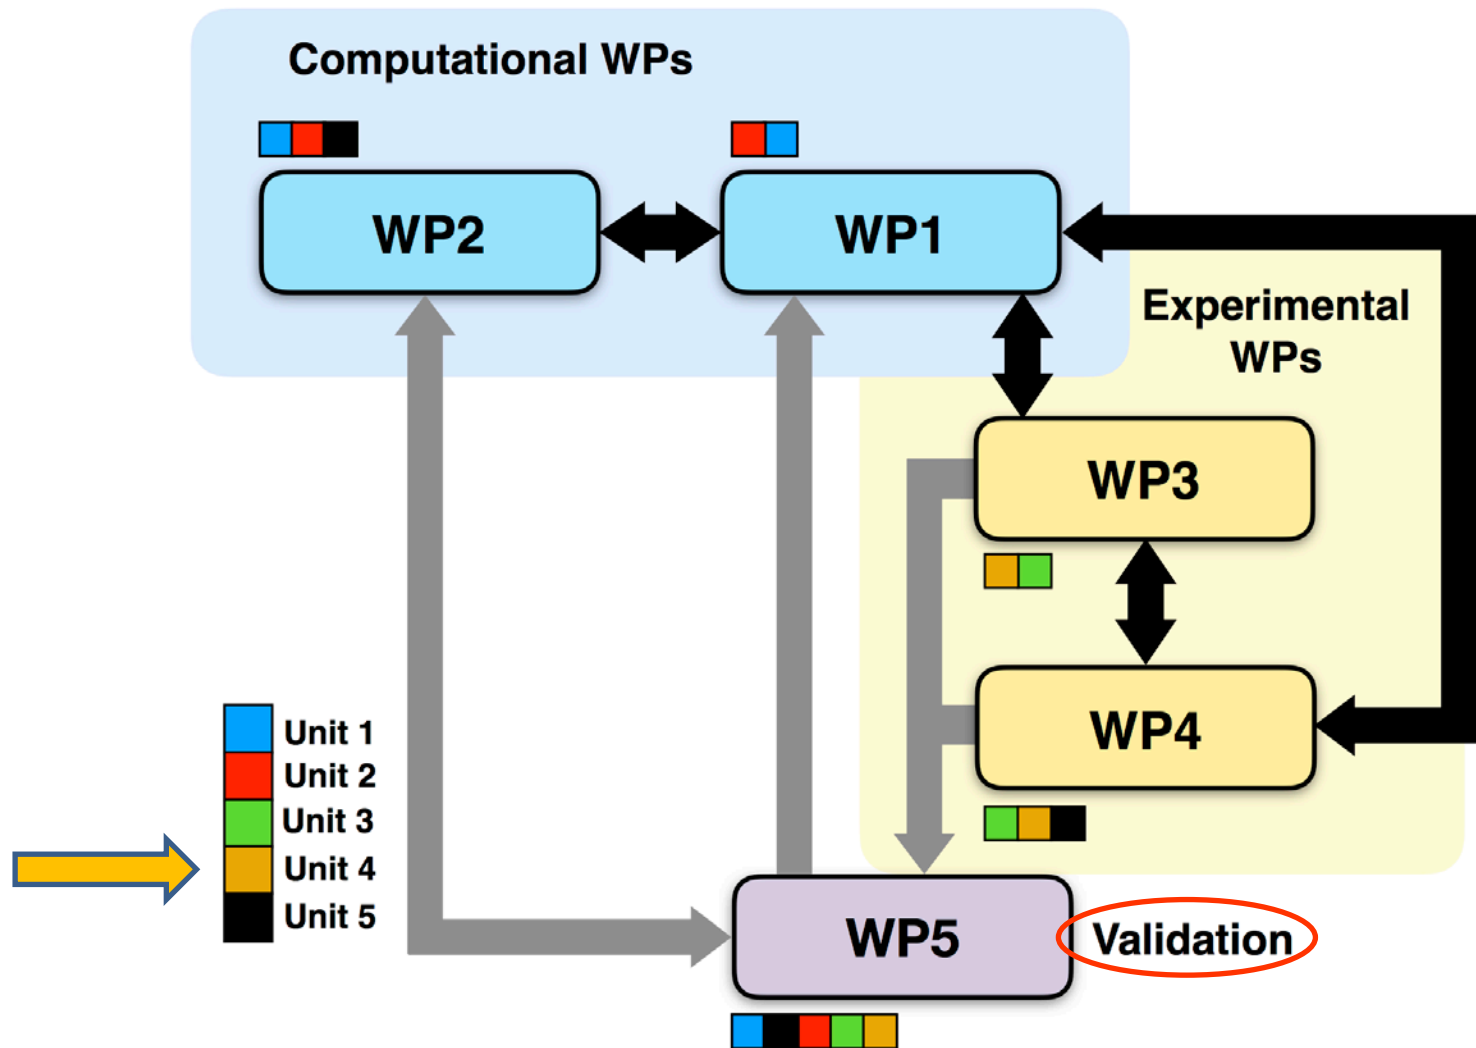 Computational WPs
WP2
WP1
Experimental
WPs
WP3
WP4
Unit 1
Unit 2
Unit 3
Unit 4
Unit 5
WP5
Validation